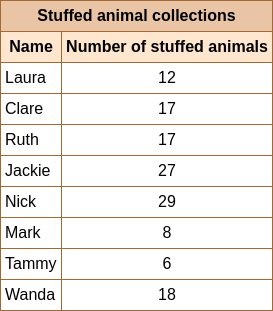 Stuffed animal collections
Name Number of stuffed animals
Laura 12
Clare 17
Ruth 17
Jackie 27
Nick 29
Mark 8
Tammy 6
Wanda 18